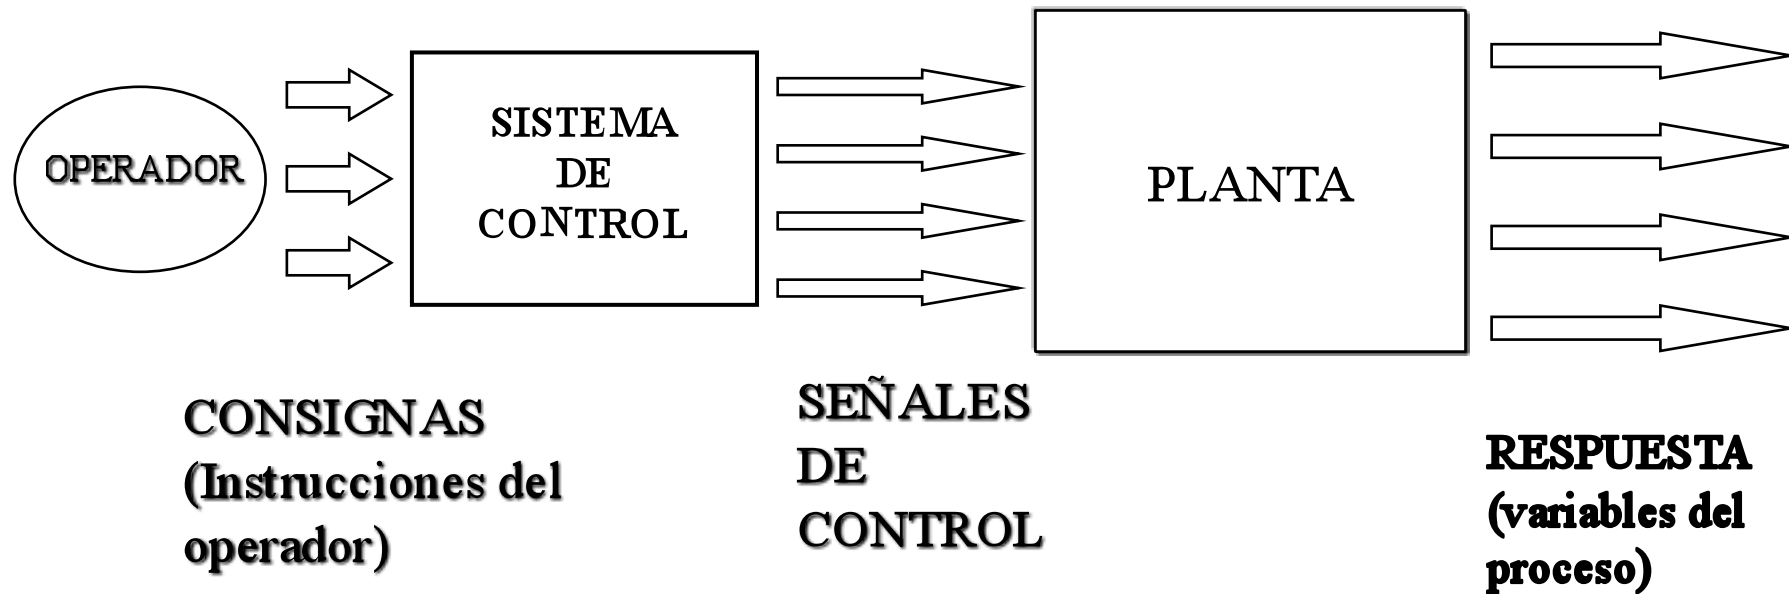 OPERADOR
SISTEMA
DE
CONTROL
PLANTA
CONSIGNAS
(Instrucciones del
operador)
SEÑALES
DE
CONTROL
RESPUESTA
(variables del
proceso)